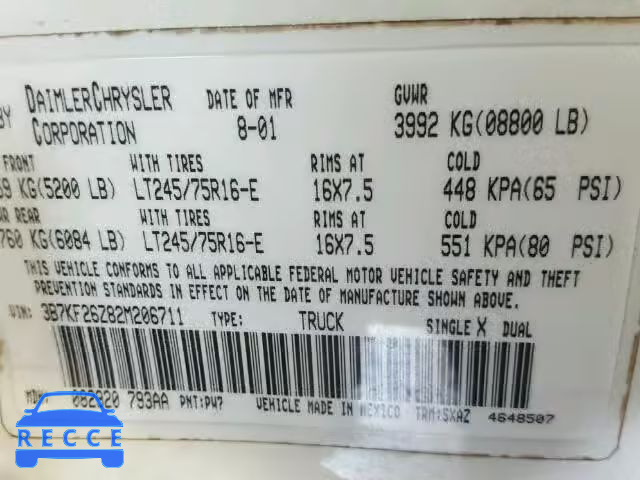 BY DAIMLERCHRYSLER CORPORATION DATE OF MFR 8-01 GVWR 3992 KG(08800 LB)
FRONT WITH TIRES RIMS AT COLD
KG(5200 LB) LT245/75R16-E 16X7.5 448 KPA(65 PSI)
REAR WITH TIRES RIMS AT COLD
760 KG(6084 LB) LT245/75R16-E 16X7.5 551 KPA(80 PSI)
THIS VEHICLE CONFORMS TO ALL APPLICABLE FEDERAL MOTOR VEHICLE SAFETY AND THEFT
PREVENTION STANDARDS IN EFFECT ON THE DATE OF MANUFACTURE SHOWN ABOVE.
VIN: 3B7KF26Z82M206711 TYPE: TRUCK SINGLE X DUAL
793AA PNT:PW7 VEHICLE MADE IN MEXICO TRM:SXAZ 4648507
RECCE